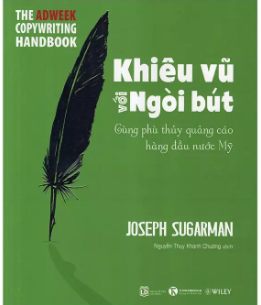 THE ADWEEK
COPYWRITING
HANDBOOK
Khiêu vũ
với Ngòi bút
Cùng phù thủy quảng cáo
hàng đầu nước Mỹ
JOSEPH SUGARMAN
WILEY